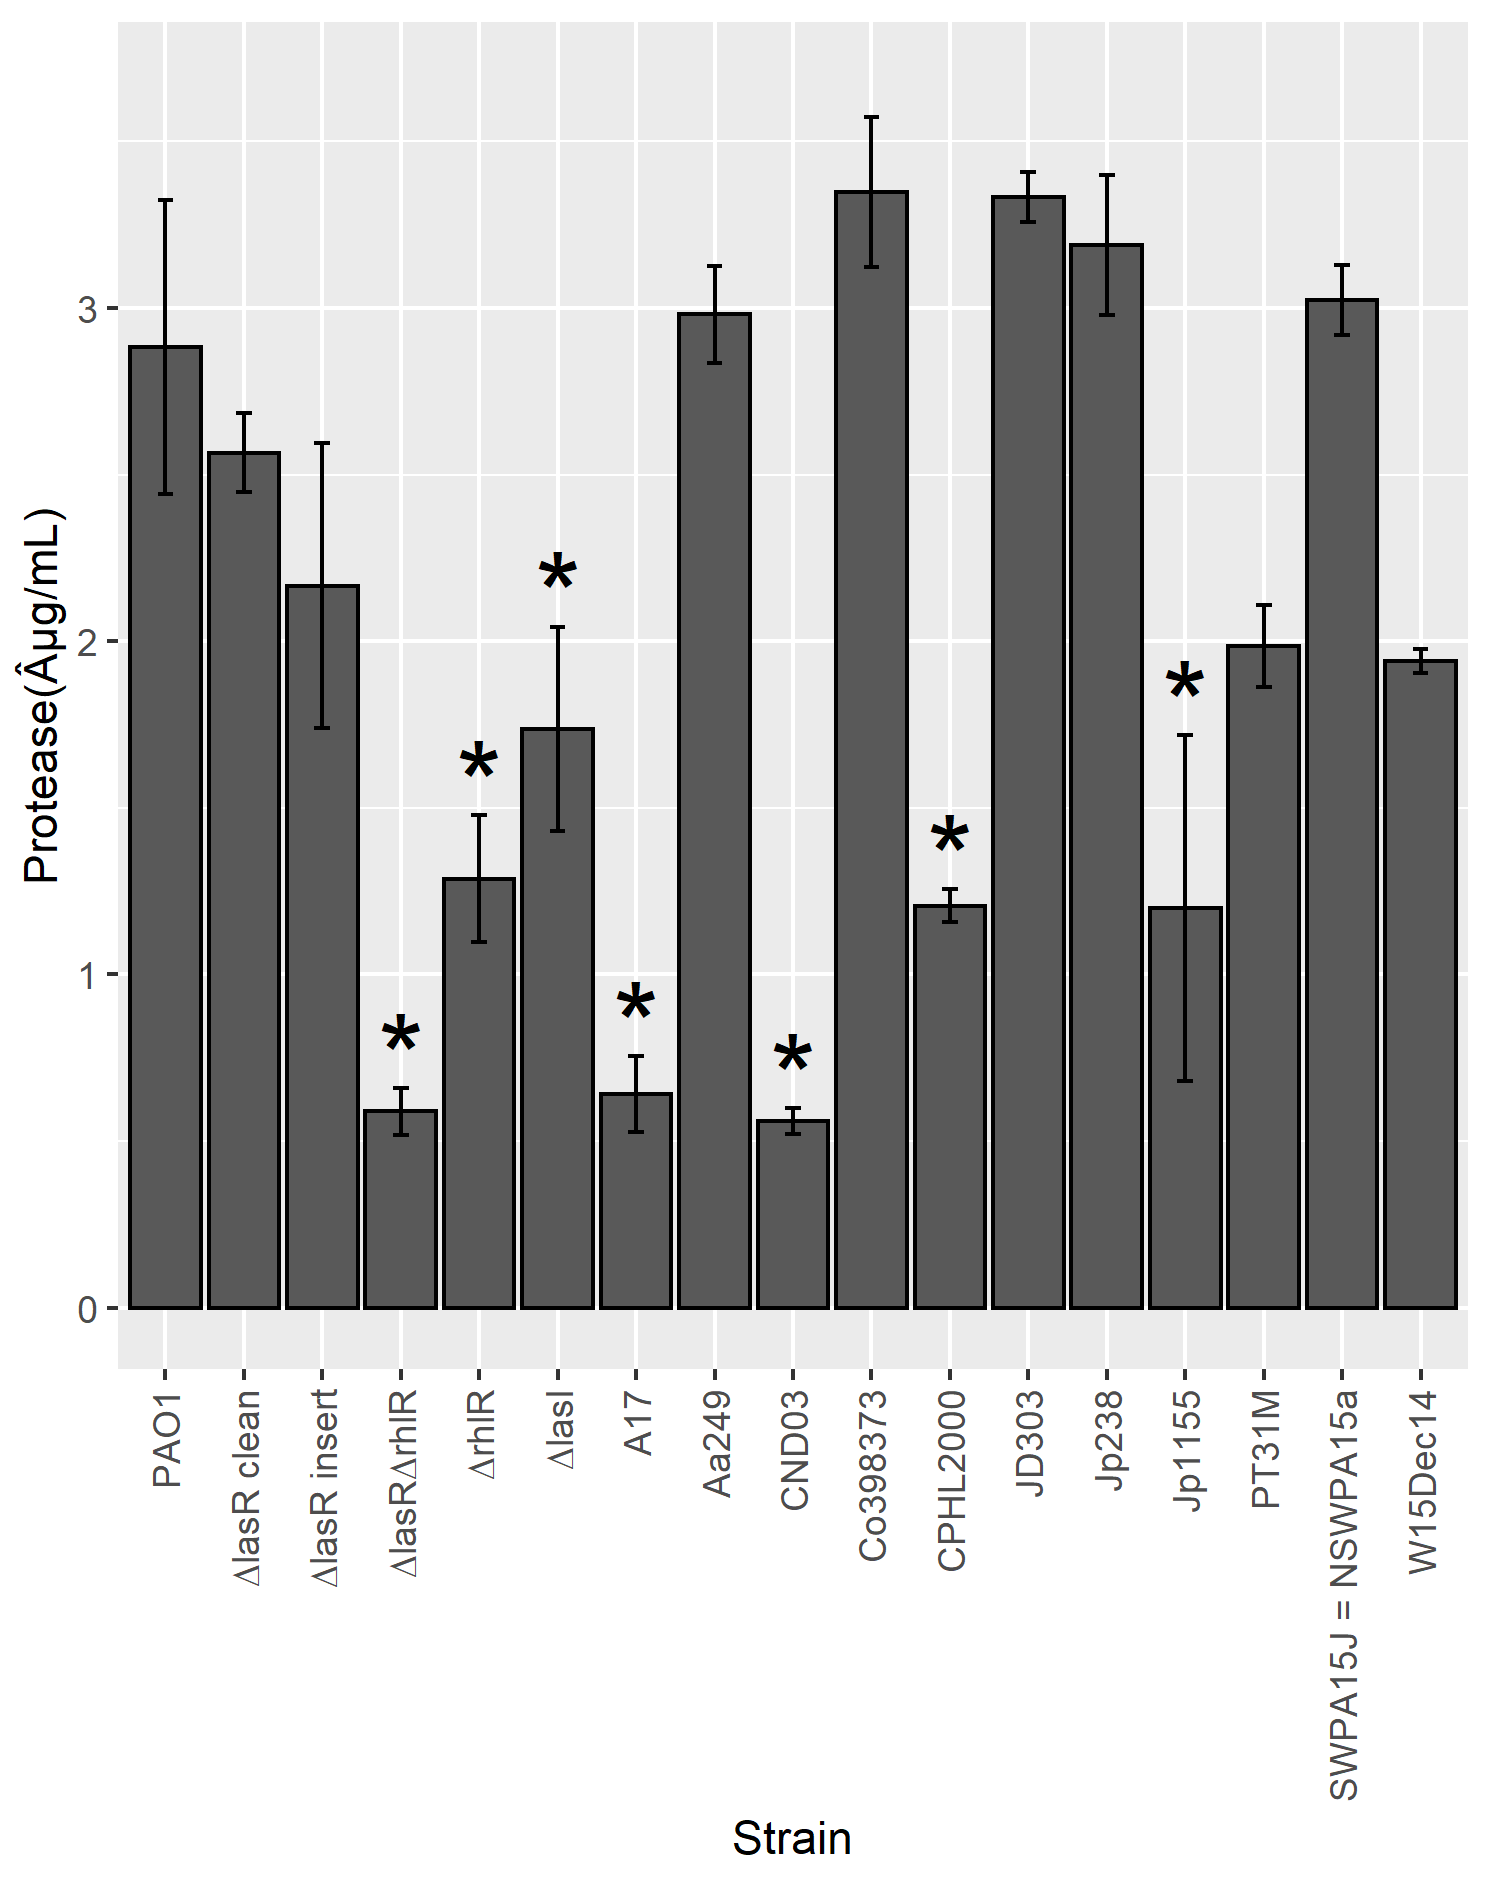 Protease(Âµg/mL)
3
2
1
0
*
*
*
*
*
*
*
PAO1
ΔlasR clean
ΔlasR insert
ΔlasRΔrhlR
ΔrhlR
ΔlasI
A17
Aa249
CND03
Co398373
CPHL2000
JD303
Jp238
Jp1155
PT31M
SWPA15J = NSWPA15a
W15Dec14
Strain